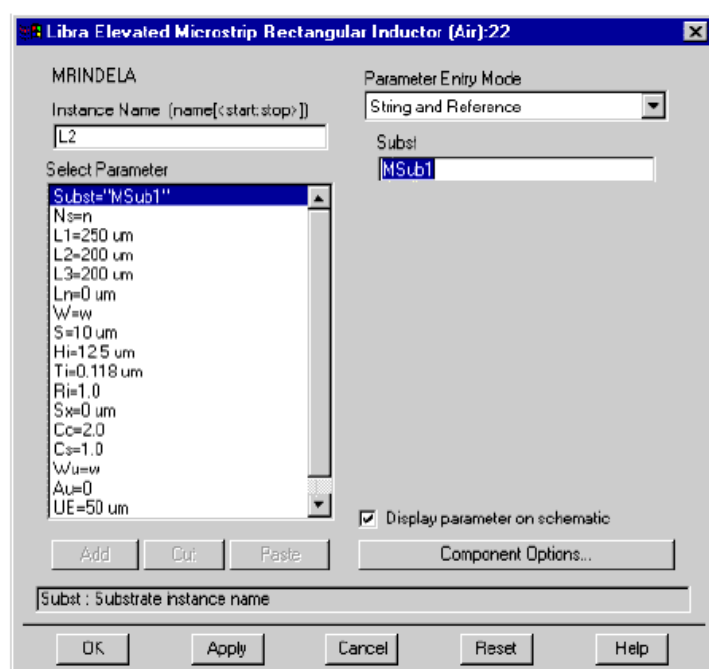 Libra Elevated Microstrip Rectangular Inductor (Air):22
MRINDELA
Instance Name (name[<start:stop>])
L2
Select Parameter
Subst="MSub1"
Ns=n
L1=250 um
L2=200 um
L3=200 um
Ln=0 um
W=w
S=10 um
Hi=12.5 um
Ti=0.118 um
Ri=1.0
Sx=0 um
Cc=2.0
Cs=1.0
Wu=w
Au=0
UE=50 um
Add
Cut
Paste
Parameter Entry Mode
String and Reference
Subst
MSub1
Display parameter on schematic
Component Options...
Subst : Substrate instance name
OK
Apply
Cancel
Reset
Help